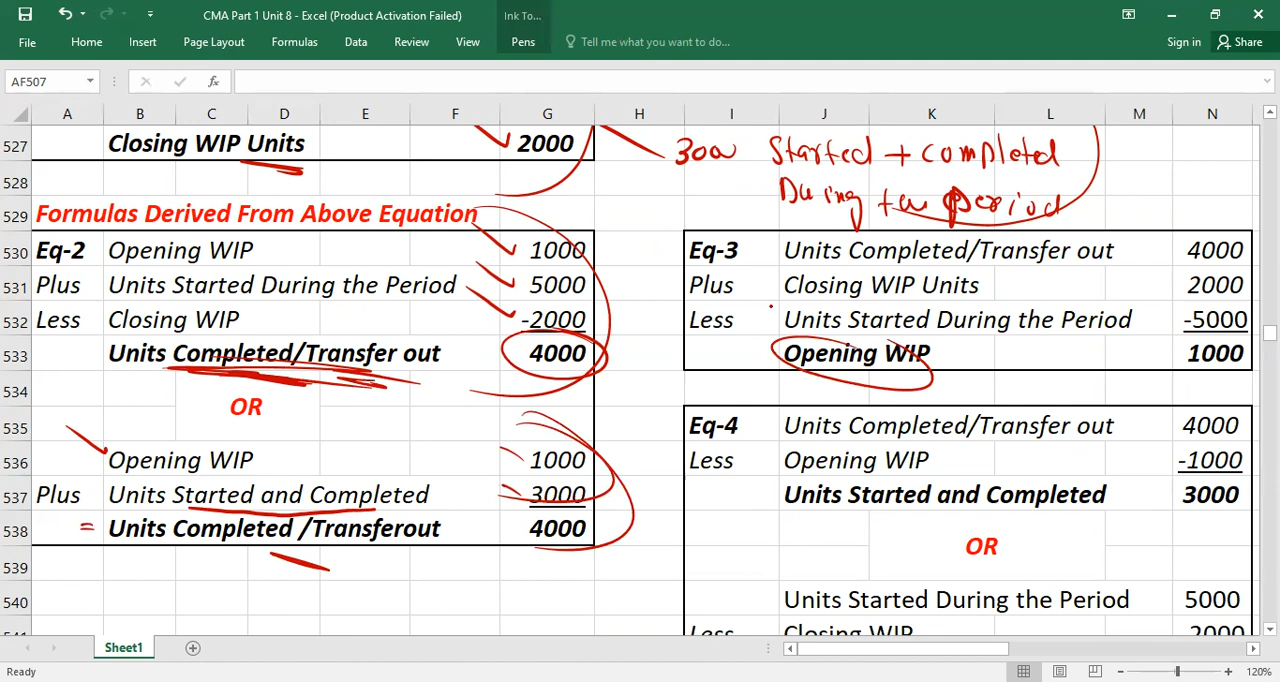 CMA Part 1 Unit 8 - Excel (Product Activation Failed)
Ink To...
File Home Insert Page Layout Formulas Data Review View Pens Tell me what you want to do... Sign in Share
AF507 fx
A B C D E F G H I J K L M N
527 Closing WIP Units 2000
300 Started + completed
During the Period
528
529 Formulas Derived From Above Equation
530 Eq-2 Opening WIP 1000
531 Plus Units Started During the Period 5000
532 Less Closing WIP -2000
533 Units Completed/Transfer out 4000
534 OR
535
536 Opening WIP 1000
537 Plus Units Started and Completed 3000
538 = Units Completed /Transferout 4000
539
540
541
Eq-3 Units Completed/Transfer out 4000
Plus Closing WIP Units 2000
Less Units Started During the Period -5000
Opening WIP 1000
Eq-4 Units Completed/Transfer out 4000
Less Opening WIP -1000
Units Started and Completed 3000
OR
Units Started During the Period 5000
Less Closing WIP 2000
Sheet1
Ready 120%